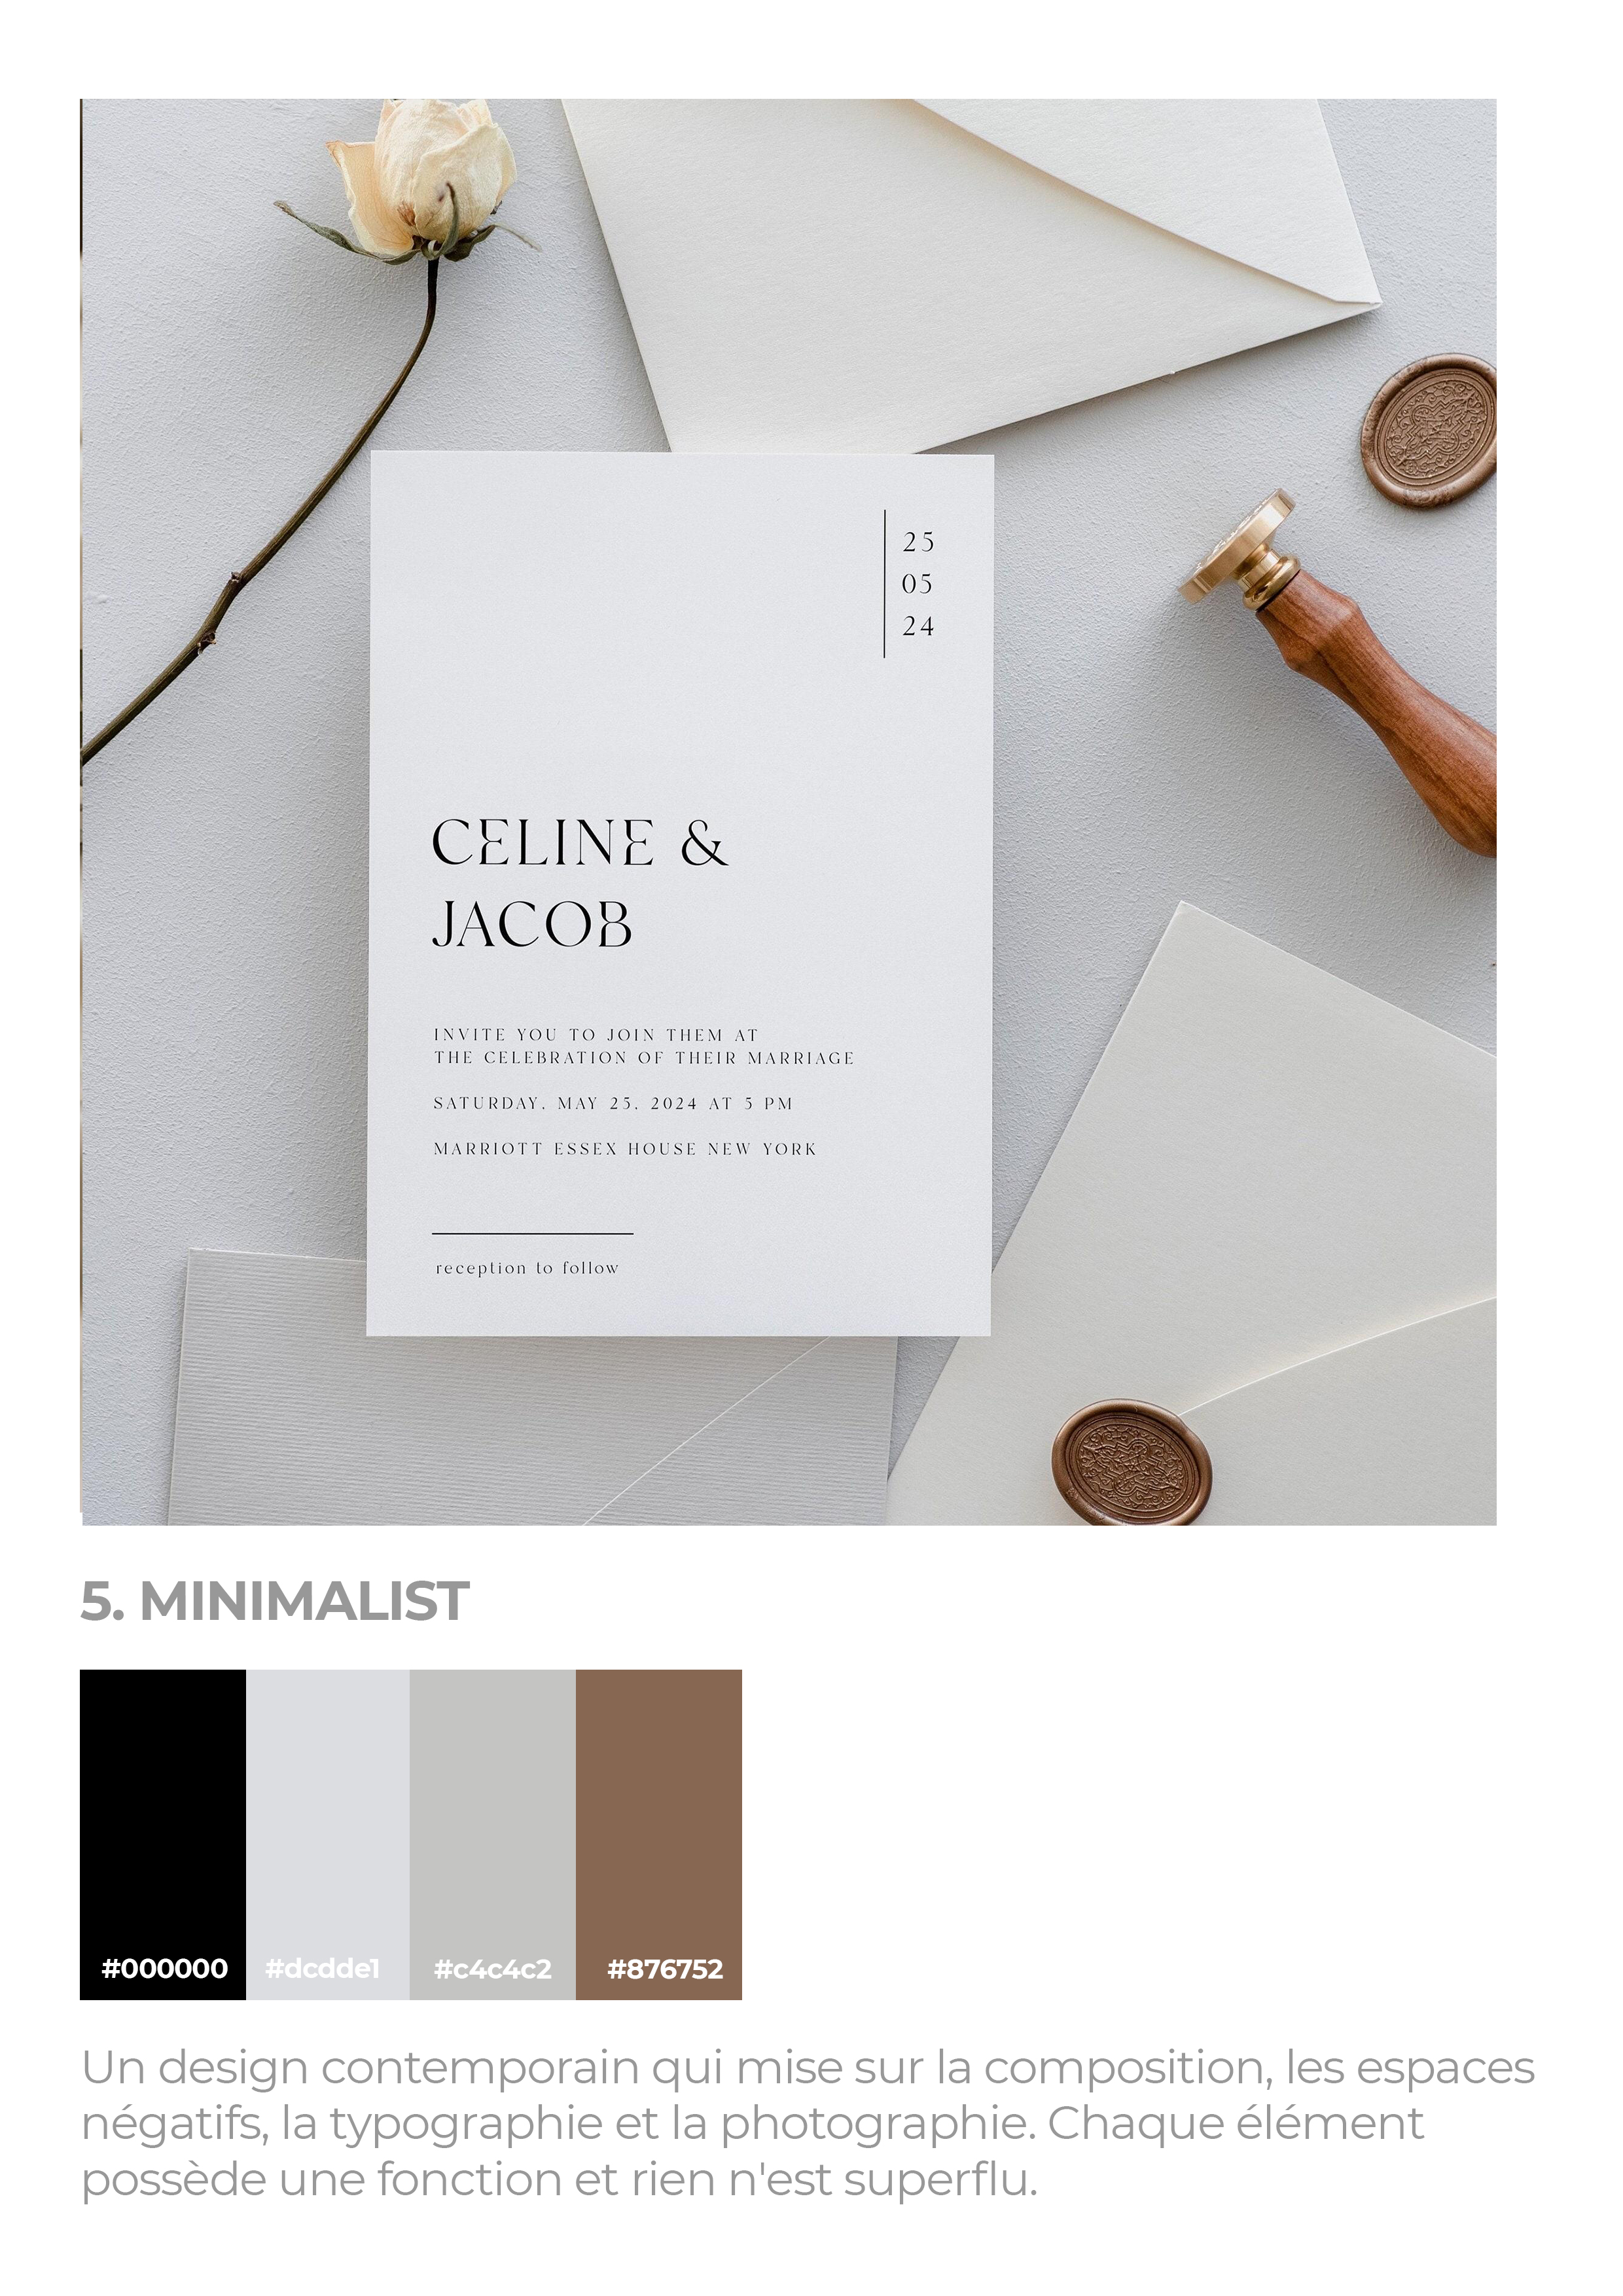 25
05
24
CELINE &
JACOB
INVITE YOU TO JOIN THEM AT
THE CELEBRATION OF THEIR MARRIAGE
SATURDAY, MAY 25, 2024 AT 5 PM
MARRIOTT ESSEX HOUSE NEW YORK
reception to follow
5. MINIMALIST
#000000 #dcdde1 #c4c4c2 #876752
Un design contemporain qui mise sur la composition, les espaces
négatifs, la typographie et la photographie. Chaque élément
possède une fonction et rien n'est superflu.